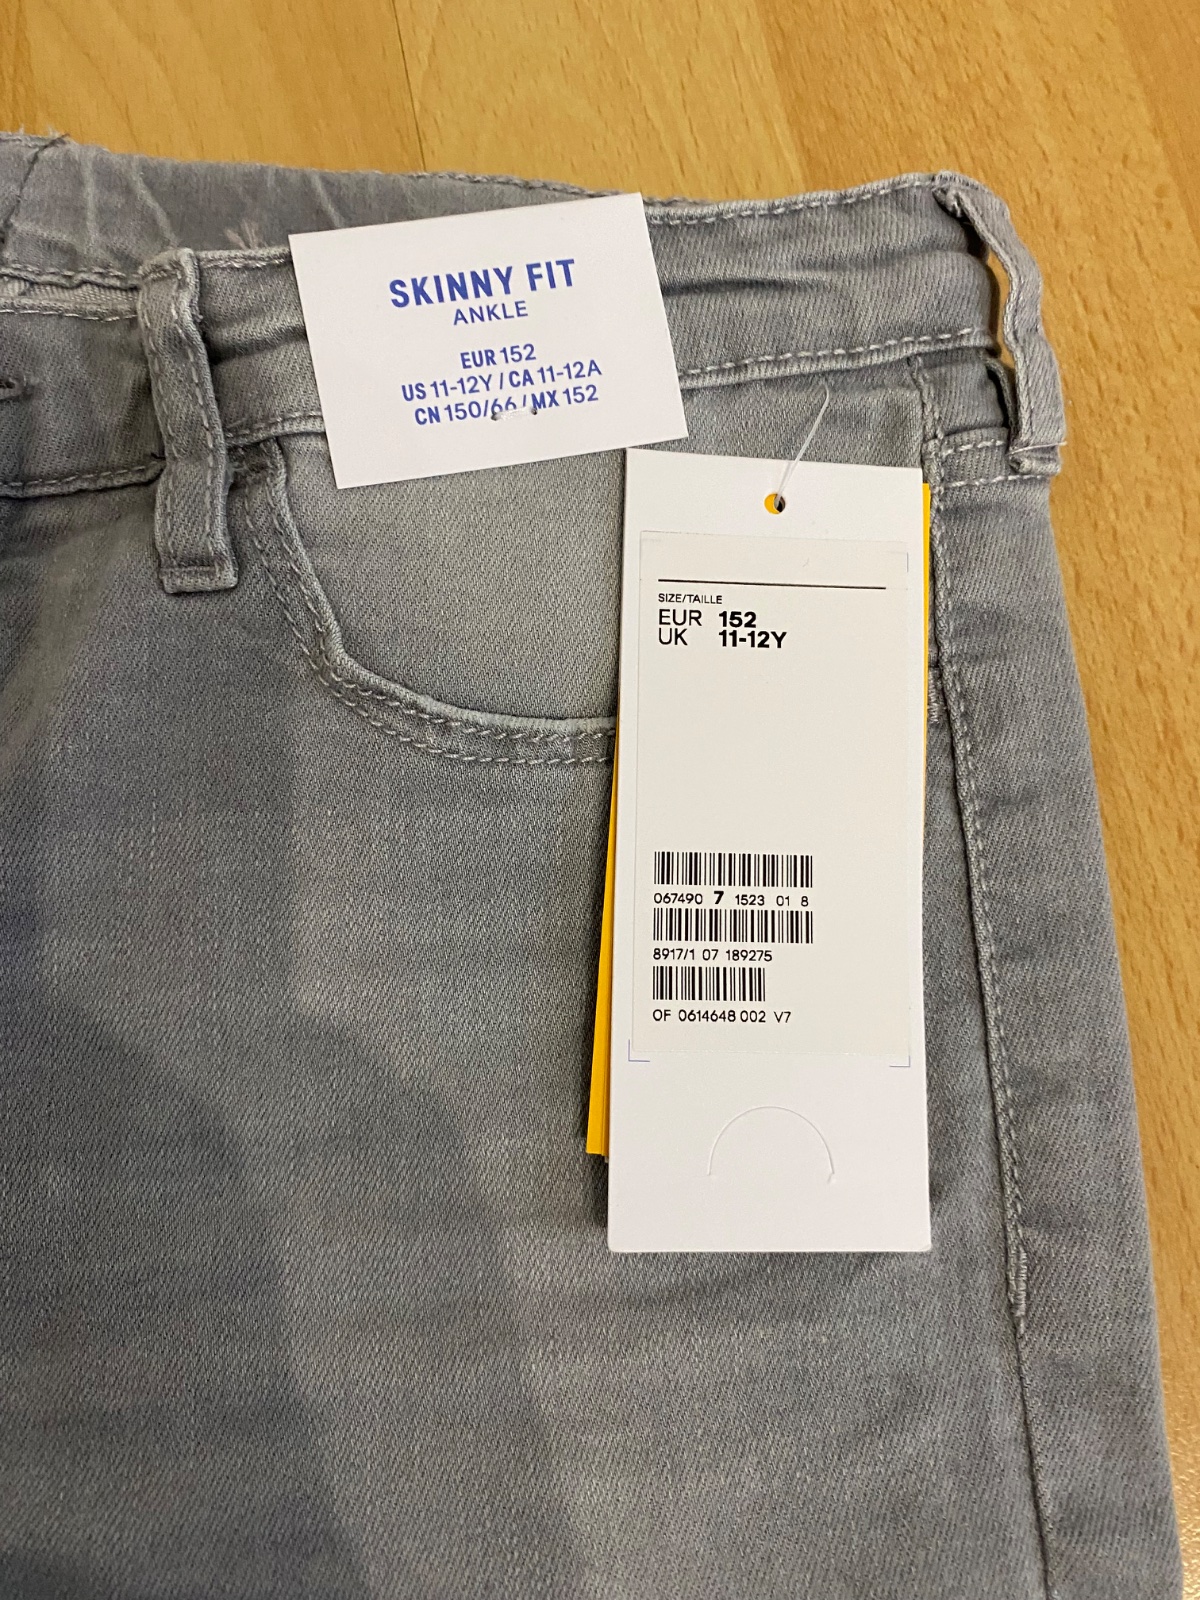 SKINNY FIT
ANKLE
EUR 152
US 11-12Y / CA 11-12A
CN 150/66 / MX 152
SIZE/TAILLE
EUR 152
UK 11-12Y
067490 7 1523 01 8
8917/1 07 189275
OF 0614648 002 V7